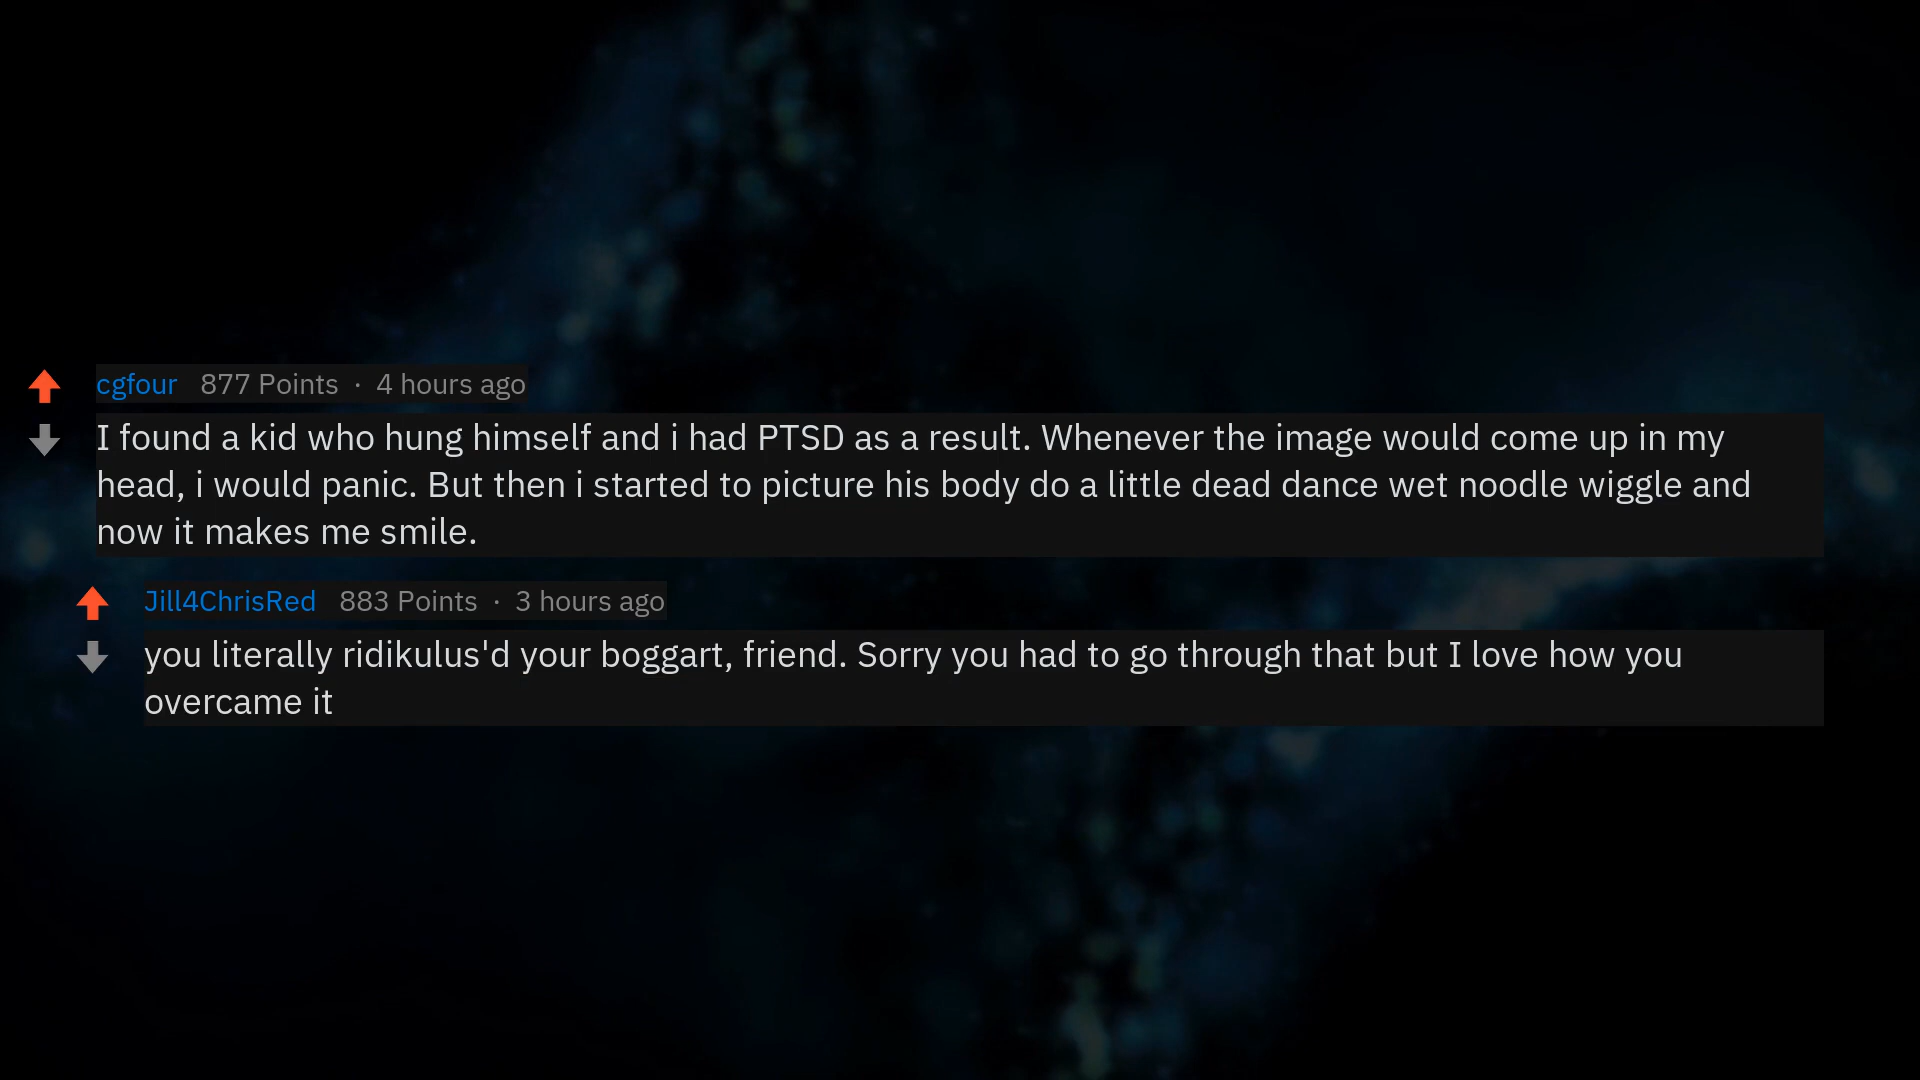 cgfour 877 Points · 4 hours ago
I found a kid who hung himself and i had PTSD as a result. Whenever the image would come up in my
head, i would panic. But then i started to picture his body do a little dead dance wet noodle wiggle and
now it makes me smile.
Jill4ChrisRed 883 Points · 3 hours ago
you literally ridikulus'd your boggart, friend. Sorry you had to go through that but I love how you
overcame it